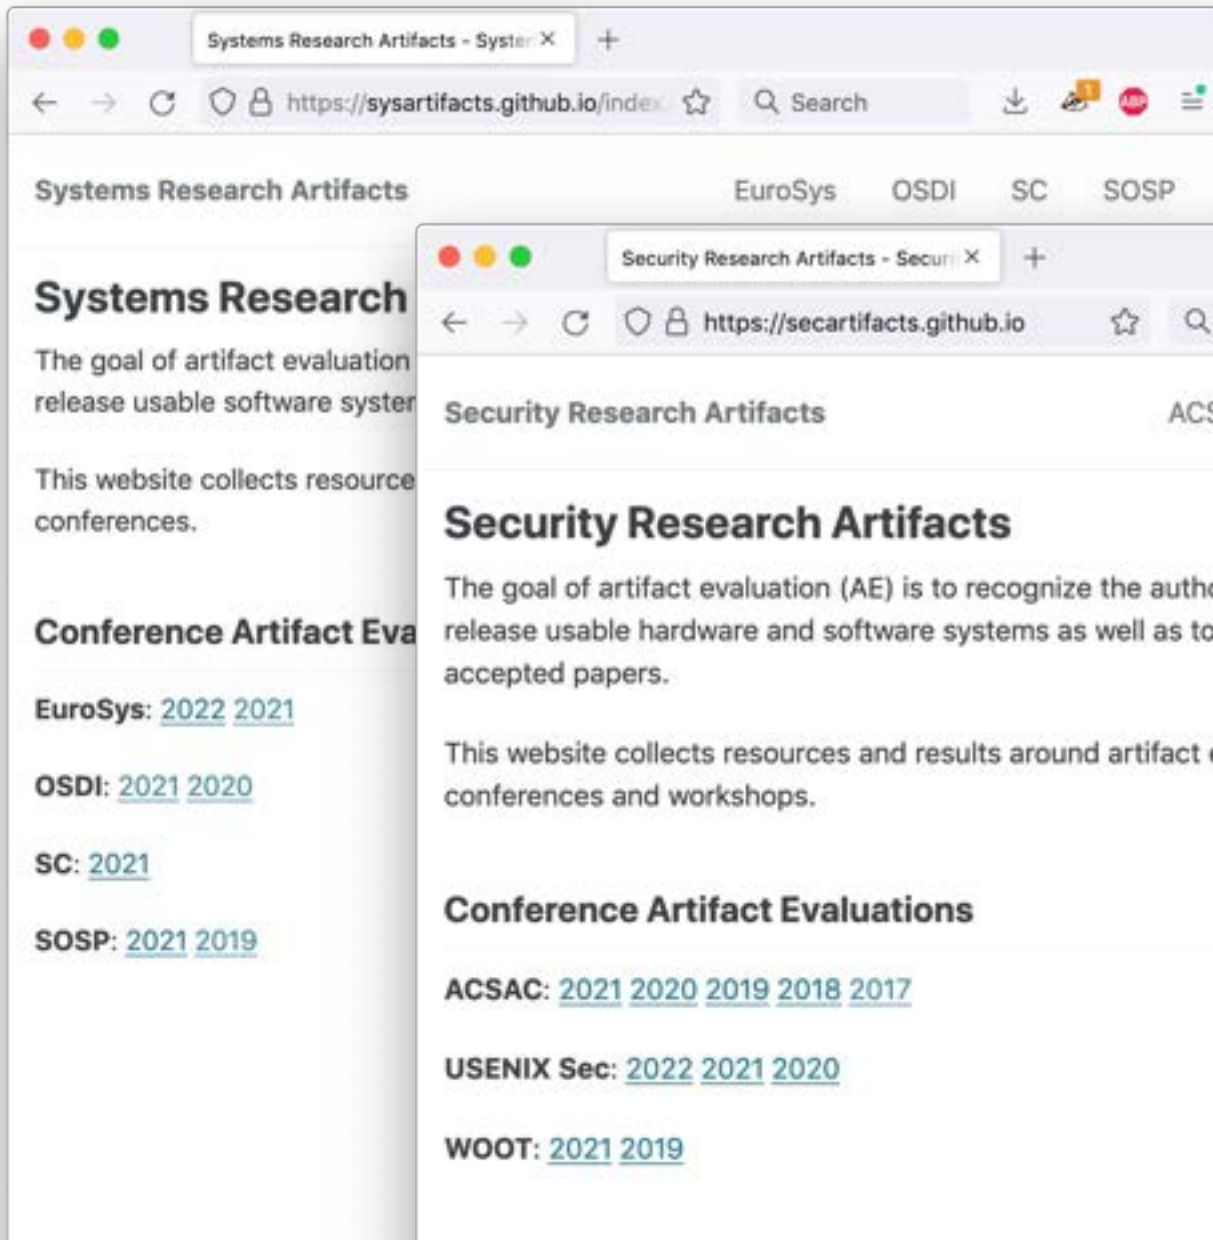 Systems Research Artifacts - Syster
https://sysartifacts.github.io/index
Search
1
ABP
Systems Research Artifacts EuroSys OSDI SC SOSP
Systems Research
The goal of artifact evaluation
release usable software syster
This website collects resource
conferences.
Conference Artifact Eva
EuroSys: 2022 2021
OSDI: 2021 2020
SC: 2021
SOSP: 2021 2019
Security Research Artifacts - Securi
https://secartifacts.github.io
Security Research Artifacts ACS
Security Research Artifacts
The goal of artifact evaluation (AE) is to recognize the autho
release usable hardware and software systems as well as to
accepted papers.
This website collects resources and results around artifact e
conferences and workshops.
Conference Artifact Evaluations
ACSAC: 2021 2020 2019 2018 2017
USENIX Sec: 2022 2021 2020
WOOT: 2021 2019